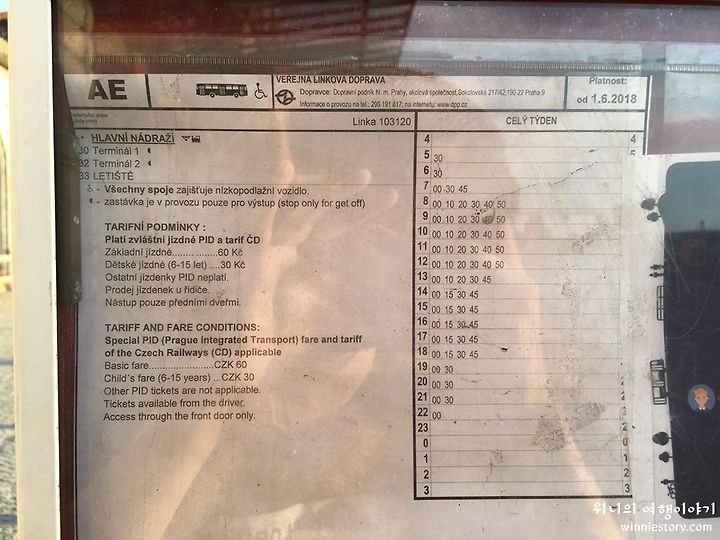 AE
VEŘEJNÁ LINKOVÁ DOPRAVA
Dopravce: Dopravní podnik hl. m. Prahy, akciová společnost,Sokolovská 217/42,190 22 Praha 9
Informace o provozu na tel.: 296 191 817; na internetu: www.dpp.cz
Platnost:
od 1.6.2018
Linka 103120
CELÝ TÝDEN
HLAVNÍ NÁDRAŽÍ
30 Terminál 1
32 Terminál 2
33 LETIŠTĚ
- Všechny spoje zajišťuje nízkopodlažní vozidlo.
- zastávka je v provozu pouze pro výstup (stop only for get off)
TARIFNÍ PODMÍNKY :
Platí zvláštní jízdné PID a tarif ČD
Základní jízdné........ ........60 Kč
Dětské jízdné (6-15 let) ....30 Kč
Ostatní jízdenky PID neplatí.
Prodej jízdenek u řidiče.
Nástup pouze předními dveřmi.
TARIFF AND FARE CONDITIONS:
Special PID (Prague Integrated Transport) fare and tariff
of the Czech Railways (CD) applicable
Basic fare........................CZK 60
Child´s fare (6-15 years) .. CZK 30
Other PID tickets are not applicable.
Tickets available from the driver.
Access through the front door only.
4 4
5 30
6 30
7 00 30 45
8 00 10 20 30 40 50
9 00 10 20 30 40 50
10 00 10 20 30 40 50
11 00 10 20 30 40 50
12 00 10 20 30 40 50
13 00 10 20 30 45
14 00 15 30 45
15 00 15 30 45
16 00 15 30 45
17 00 15 30 45
18 00 15 30 45
19 00 30
20 00 30
21 00 30
22 00
23
0 0
1 1
2 2
3 3
위니의 여행이야기
winniestory.com